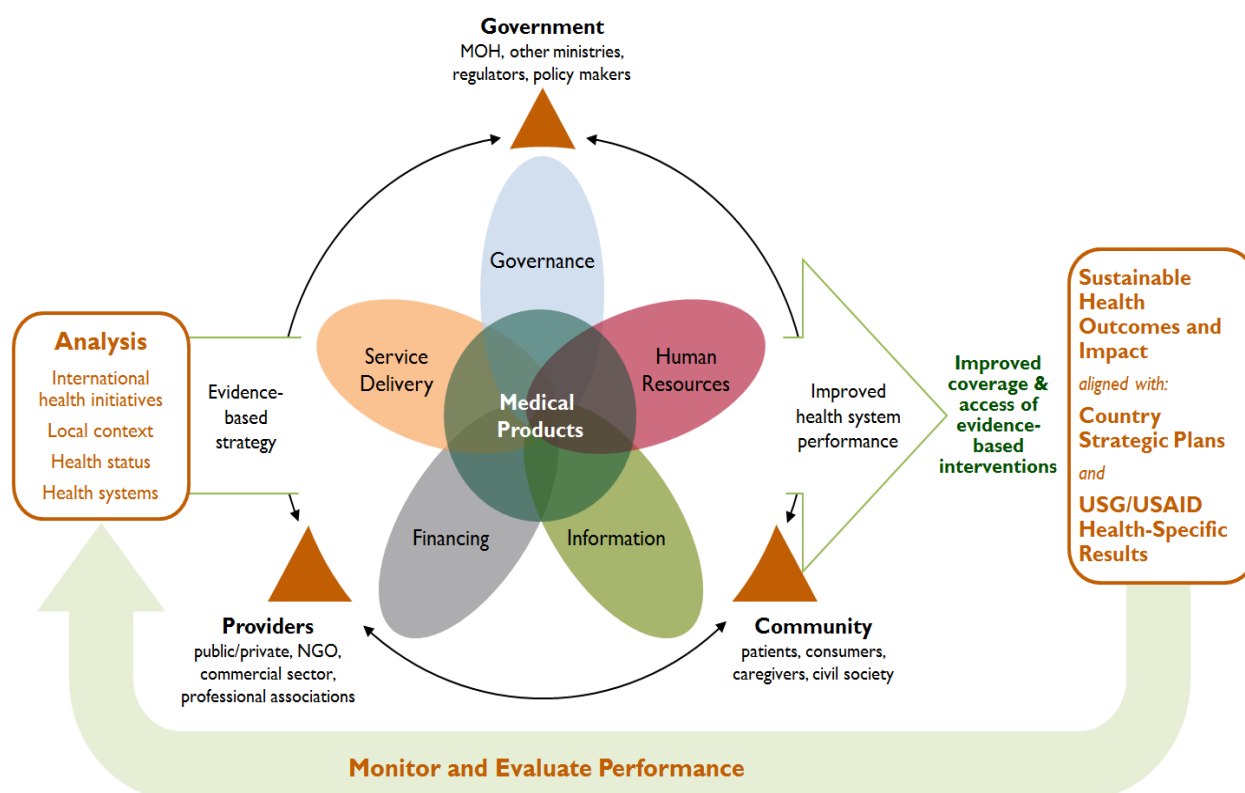 Government
MOH, other ministries,
regulators, policy makers
Governance
Service
Delivery
Human
Resources
Medical
Products
Financing
Information
Analysis
International
health initiatives
Local context
Health status
Health systems
Evidence-
based
strategy
Improved
health system
performance
Improved
coverage &
access of
evidence-
based
interventions
Sustainable
Health
Outcomes and
Impact
aligned with:
Country
Strategic Plans
and
USG/USAID
Health-Specific
Results
Providers
public/private, NGO,
commercial sector,
professional associations
Community
patients, consumers,
caregivers, civil society
Monitor and Evaluate Performance